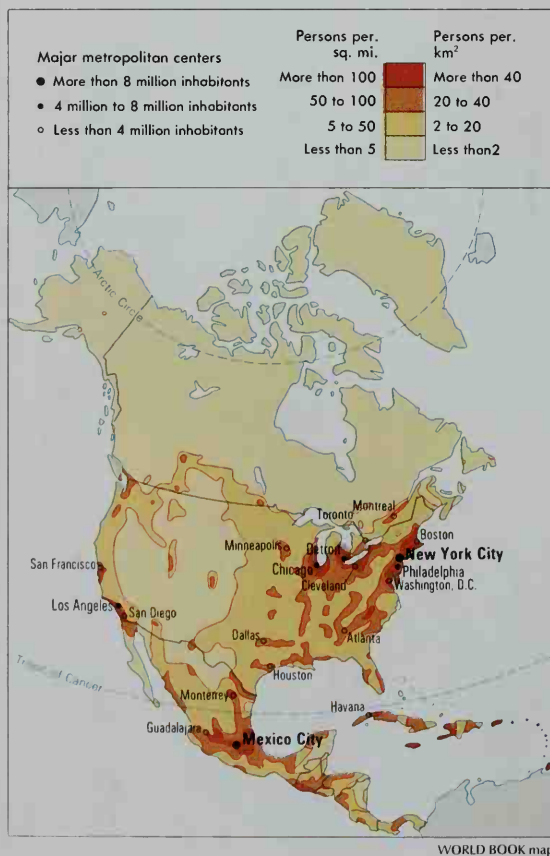 Major metropolitan centers
● More than 8 million inhabitants
• 4 million to 8 million inhabitants
○ Less than 4 million inhabitants
Persons per. sq. mi.
Persons per. km²
More than 100 More than 40
50 to 100 20 to 40
5 to 50 2 to 20
Less than 5 Less than2
Arctic Circle
Montreal
Toronto
Boston
Minneapolis
Detroit
New York City
Chicago
Philadelphia
San Francisco
Cleveland
Washington, D.C.
Los Angeles
San Diego
Dallas
Atlanta
Houston
Tropic of Cancer
Monterrey
Havana
Guadalajara
Mexico City
WORLD BOOK map